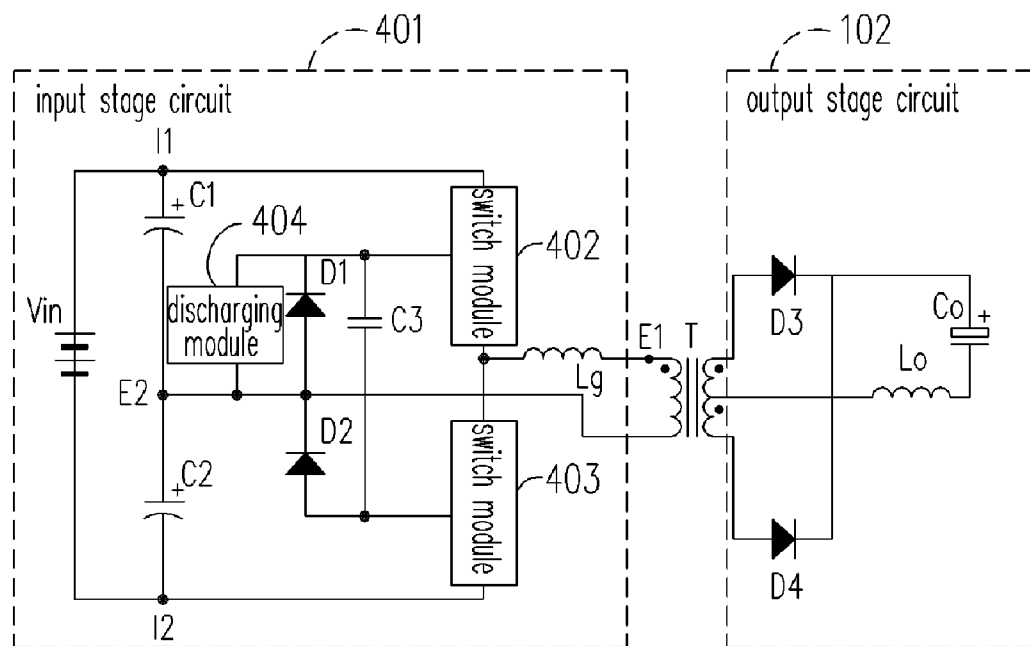 401
102
input stage circuit
output stage circuit
I1
+ C1
404
switch module
402
D1
D3
Vin
discharging
module
C3
E1
T
Co
+
Lg
Lo
E2
D2
switch module
403
+ C2
D4
I2